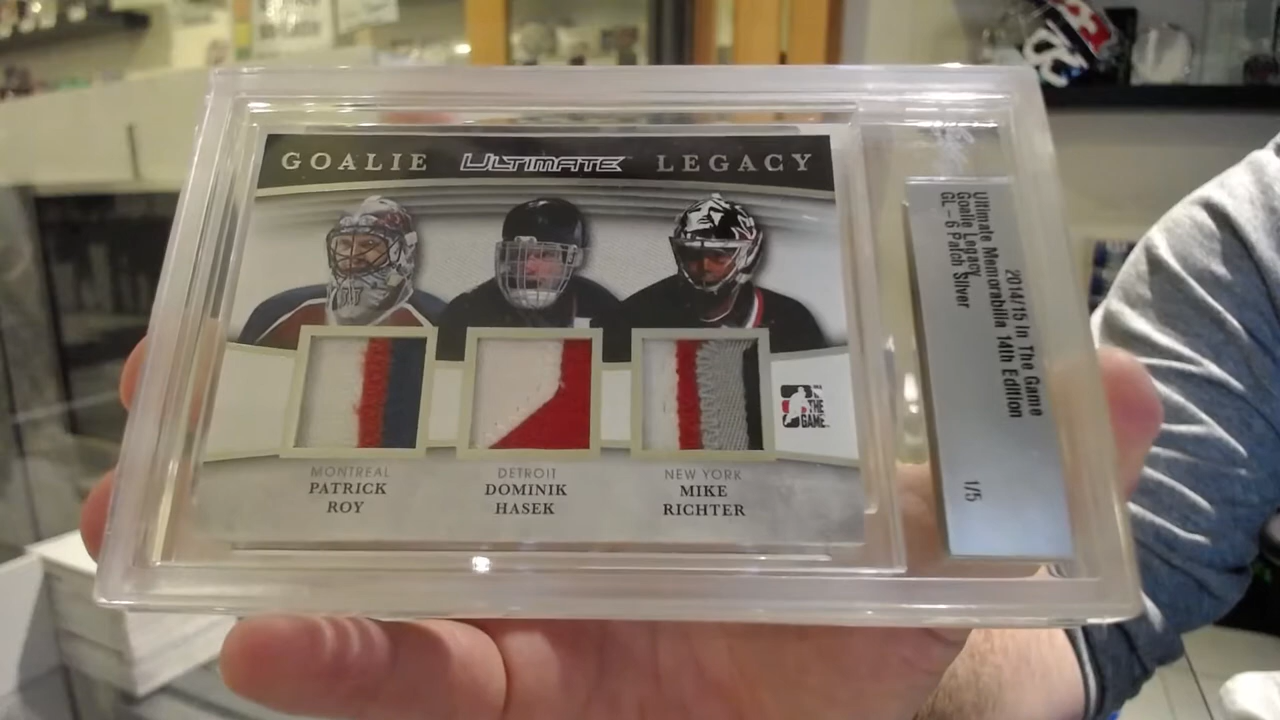 GOALIE ULTIMATE LEGACY
MONTREAL
PATRICK
ROY
DETROIT
DOMINIK
HASEK
NEW YORK
MIKE
RICHTER
IN
THE
GAME
2014/15 In The Game
Ultimate Memorabilia 14th Edition
Goalie Legacy
GL-6 Patch Silver
1/5